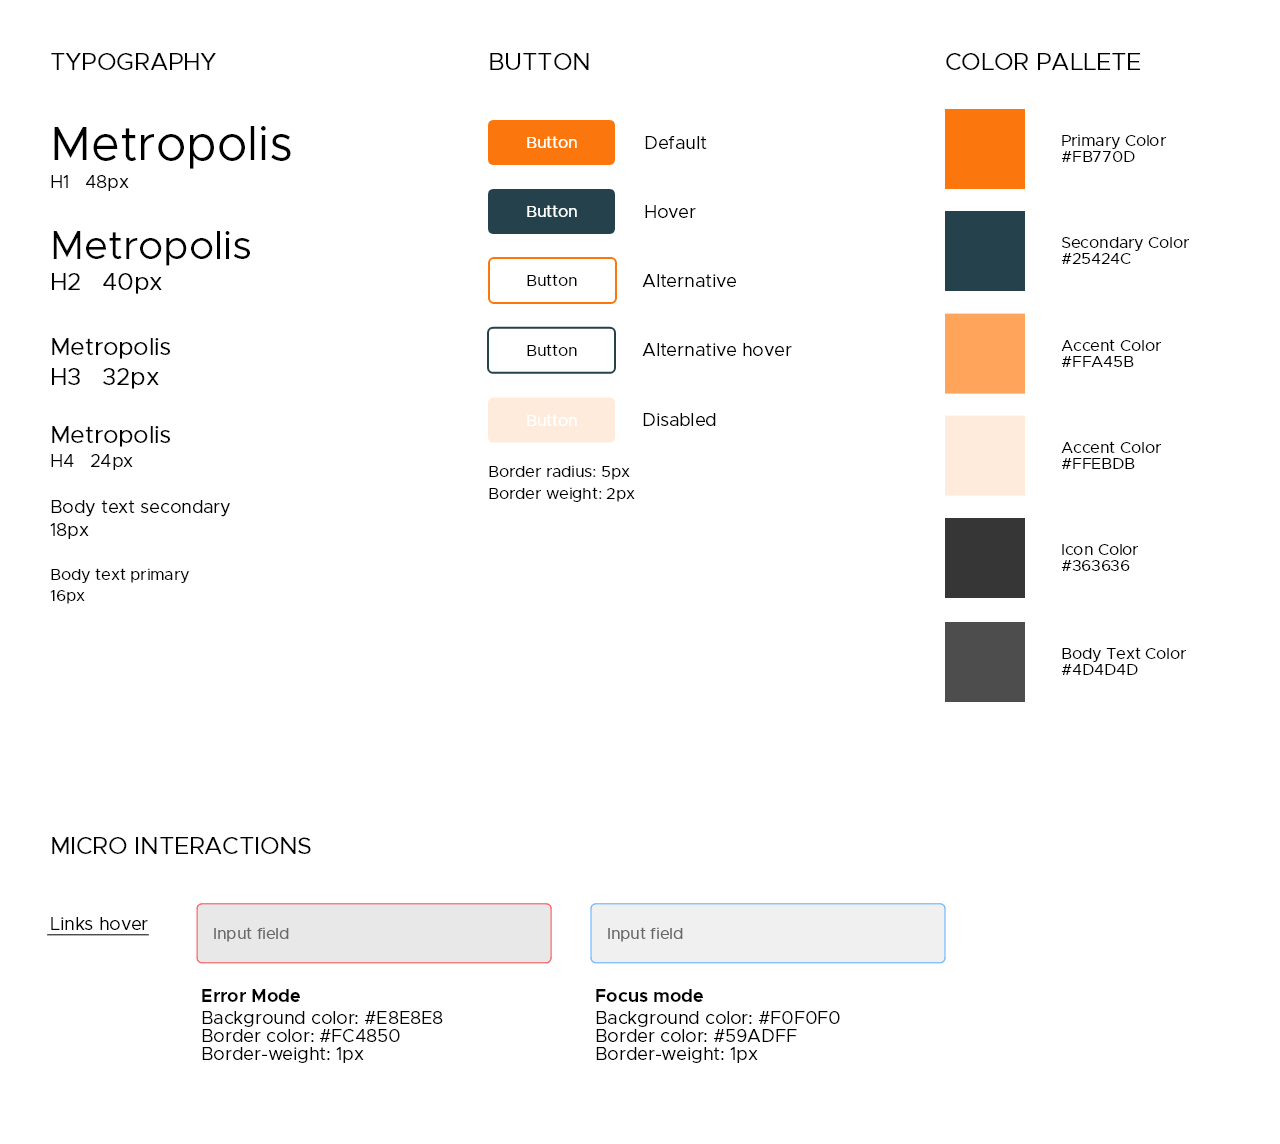 TYPOGRAPHY
Metropolis
H1 48px
Metropolis
H2 40px
Metropolis
H3 32px
Metropolis
H4 24px
Body text secondary
18px
Body text primary
16px
BUTTON
Button Default
Button Hover
Button Alternative
Button Alternative hover
Button Disabled
Border radius: 5px
Border weight: 2px
COLOR PALLETE
Primary Color
#FB770D
Secondary Color
#25424C
Accent Color
#FFA45B
Accent Color
#FFEBDB
Icon Color
#363636
Body Text Color
#4D4D4D
MICRO INTERACTIONS
Links hover
Input field
Error Mode
Background color: #E8E8E8
Border color: #FC4850
Border-weight: 1px
Input field
Focus mode
Background color: #F0F0F0
Border color: #59ADFF
Border-weight: 1px